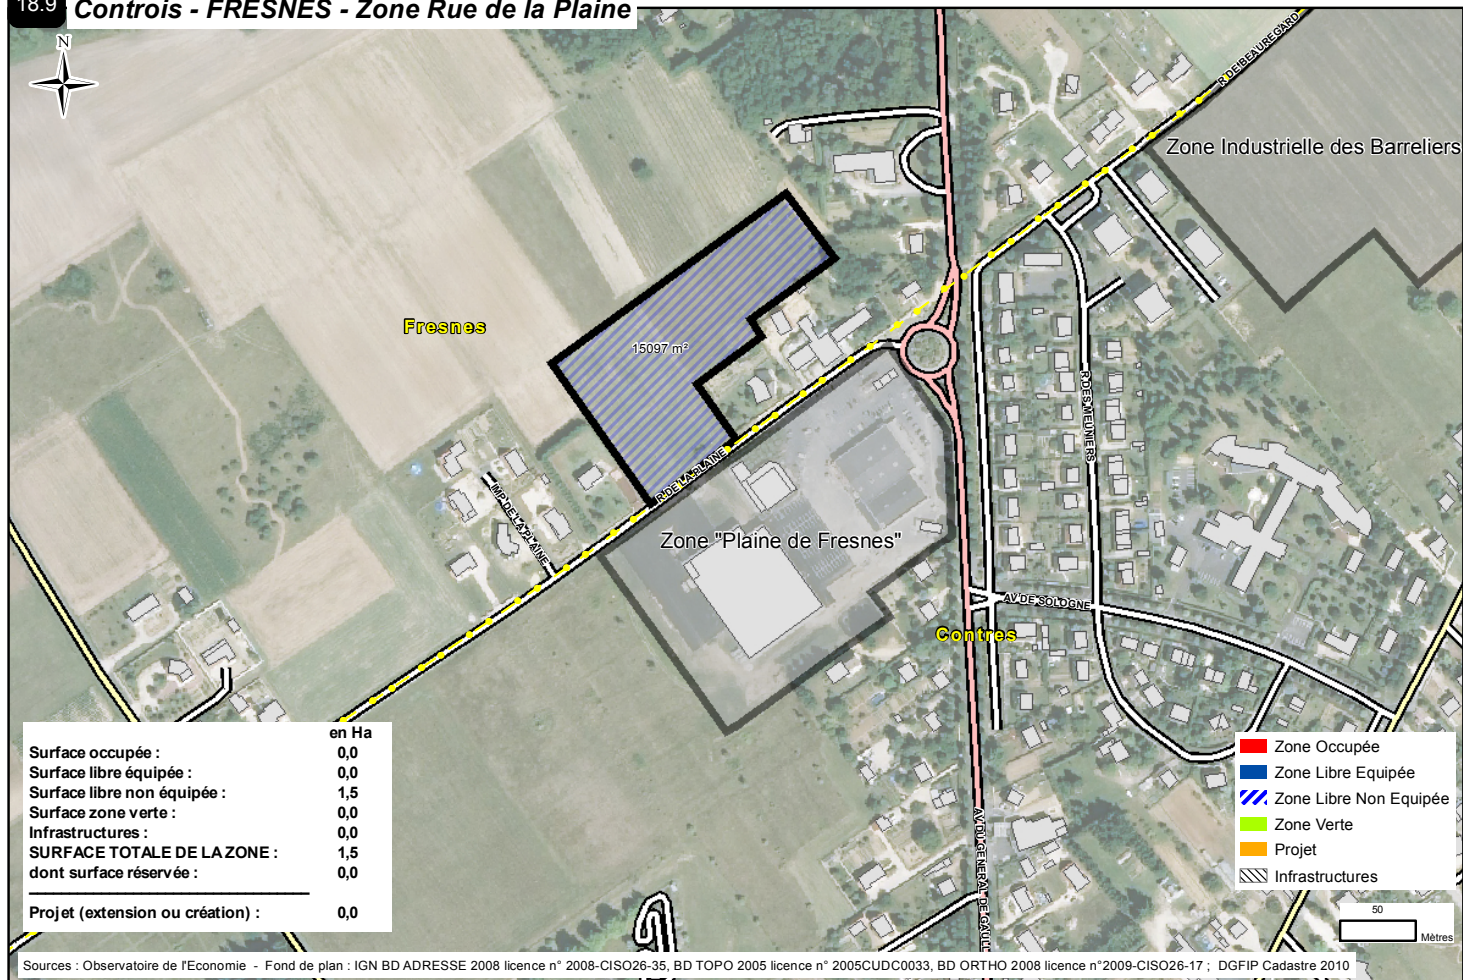 18.9 Controis - FRESNES - Zone Rue de la Plaine
N
R DE BEAUREGARD
Zone Industrielle des Barreliers
Fresnes
15097 m²
R DE LA PLAINE
IMP DE LA PLAINE
R DES MEUNIERS
Zone "Plaine de Fresnes"
AV DE SOLOGNE
Contres
AV DU GENERAL DE GAULL
en Ha
Surface occupée : 0,0
Surface libre équipée : 0,0
Surface libre non équipée : 1,5
Surface zone verte : 0,0
Infrastructures : 0,0
SURFACE TOTALE DE LA ZONE : 1,5
dont surface réservée : 0,0
Projet (extension ou création) : 0,0
Zone Occupée
Zone Libre Equipée
Zone Libre Non Equipée
Zone Verte
Projet
Infrastructures
50
Mètres
Sources : Observatoire de l'Economie - Fond de plan : IGN BD ADRESSE 2008 licence n° 2008-CISO26-35, BD TOPO 2005 licence n° 2005CUDC0033, BD ORTHO 2008 licence n°2009-CISO26-17 ; DGFIP Cadastre 2010